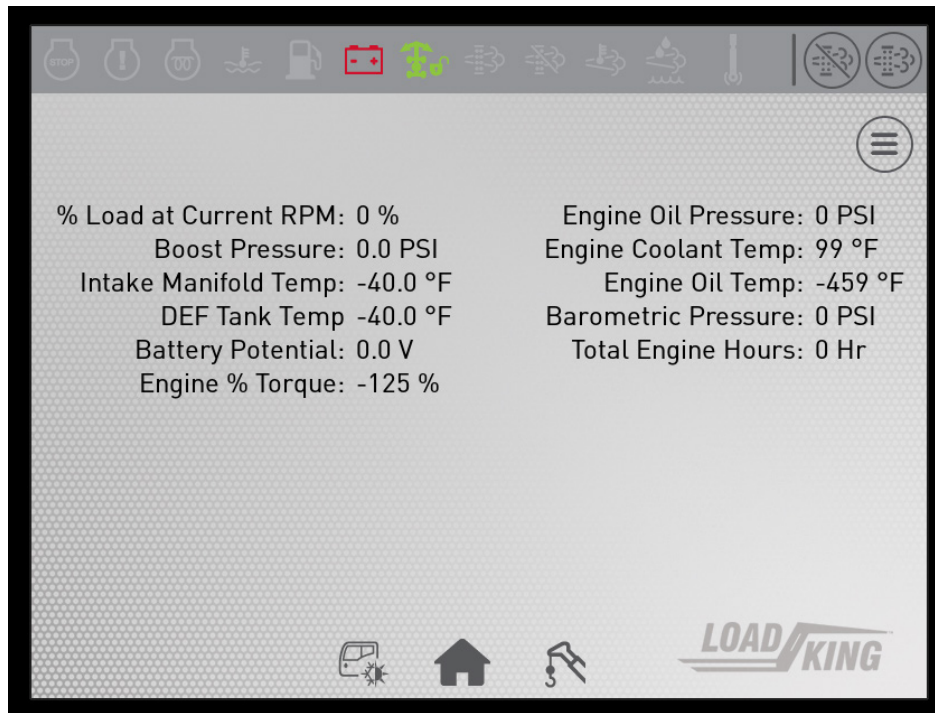 STOP
% Load at Current RPM: 0 %
Boost Pressure: 0.0 PSI
Intake Manifold Temp: -40.0 °F
DEF Tank Temp -40.0 °F
Battery Potential: 0.0 V
Engine % Torque: -125 %
Engine Oil Pressure: 0 PSI
Engine Coolant Temp: 99 °F
Engine Oil Temp: -459 °F
Barometric Pressure: 0 PSI
Total Engine Hours: 0 Hr
LOAD KING